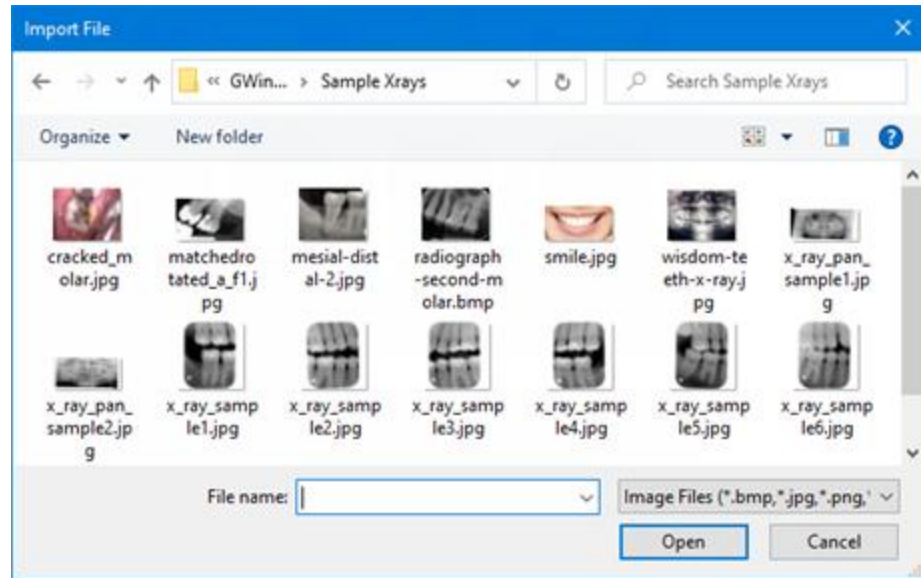 Import File
« GWin... › Sample Xrays
Search Sample Xrays
Organize
New folder
cracked_m
olar.jpg
matchedro
tated_a_f1.j
pg
mesial-dist
al-2.jpg
radiograph
-second-m
olar.bmp
smile.jpg
wisdom-te
eth-x-ray.j
pg
x_ray_pan_
sample1.jp
g
x_ray_pan_
sample2.jp
g
x_ray_samp
le1.jpg
x_ray_samp
le2.jpg
x_ray_samp
le3.jpg
x_ray_samp
le4.jpg
x_ray_samp
le5.jpg
x_ray_samp
le6.jpg
File name:
Image Files (*.bmp,*.jpg,*.png,*
Open
Cancel